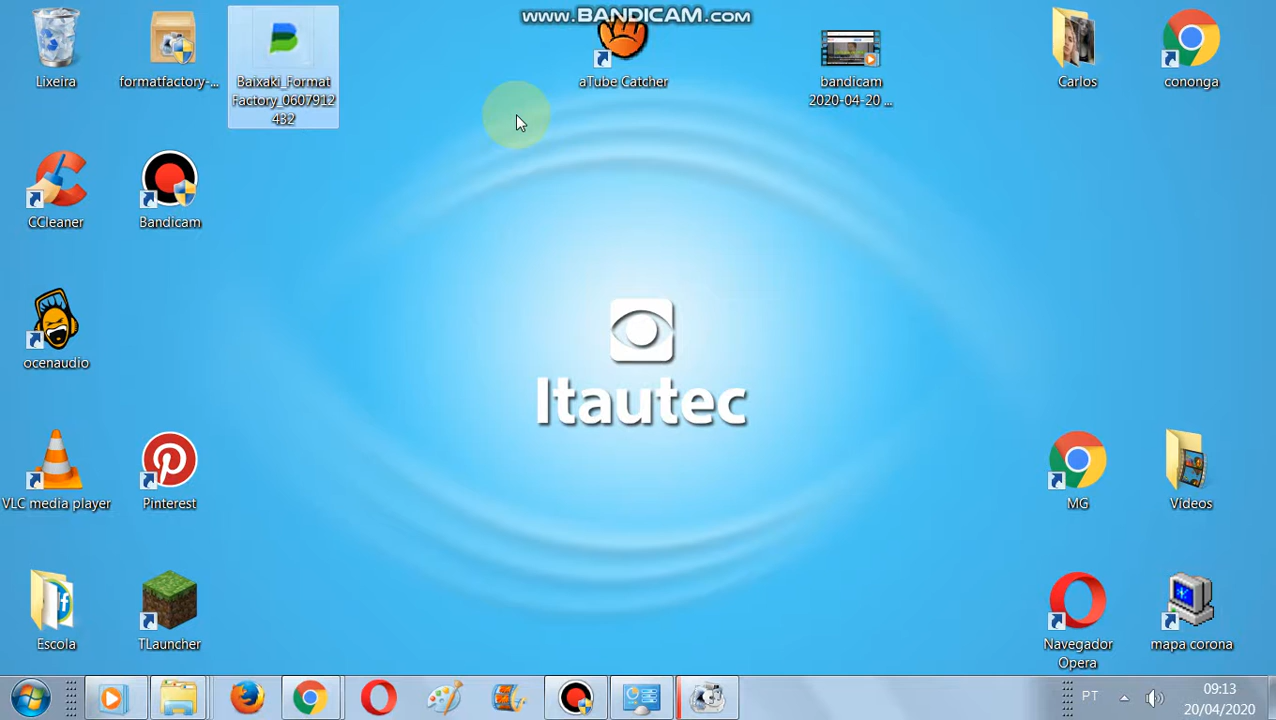 www.BANDICAM.com
Lixeira
formatfactory-...
Baixaki_Format
Factory_0607912
432
aTube Catcher
bandicam
2020-04-20 ...
Carlos
cononga
CCleaner
Bandicam
ocenaudio
Itautec
VLC media player
Pinterest
MG
Vídeos
Escola
TLauncher
Navegador
Opera
mapa corona
PT
09:13
20/04/2020